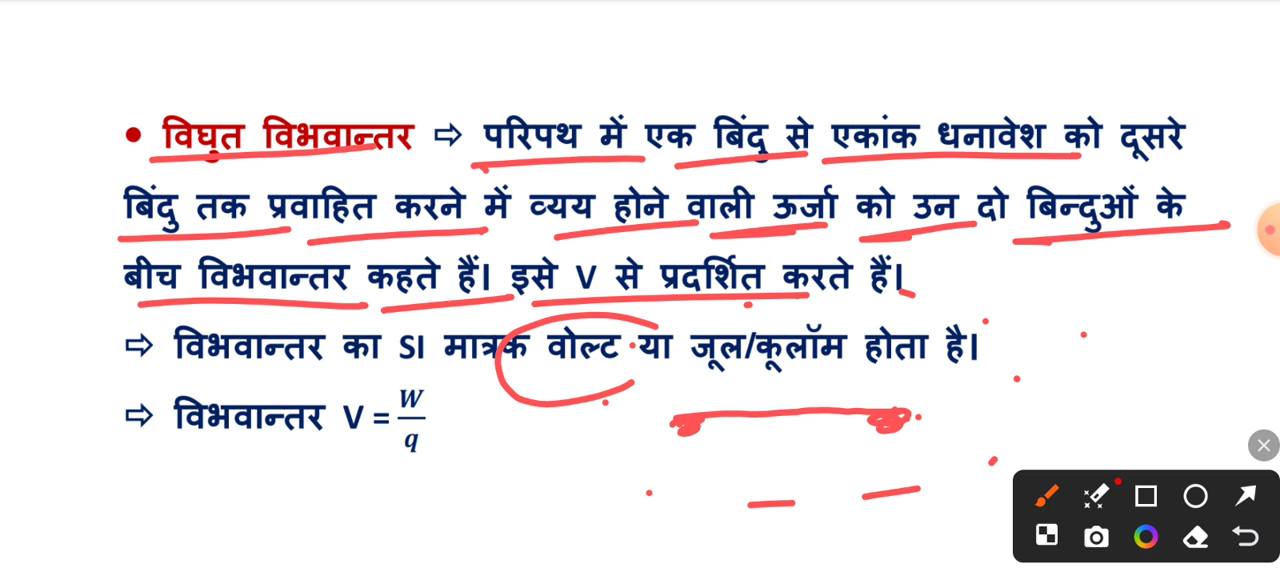 • विघुत विभवान्तर ⇨ परिपथ में एक बिंदु से एकांक धनावेश को दूसरे
बिंदु तक प्रवाहित करने में व्यय होने वाली ऊर्जा को उन दो बिन्दुओं के
बीच विभवान्तर कहते हैं। इसे V से प्रदर्शित करते हैं।
⇨ विभवान्तर का SI मात्रक वोल्ट या जूल/कूलॉम होता है।
⇨ विभवान्तर V = W/q